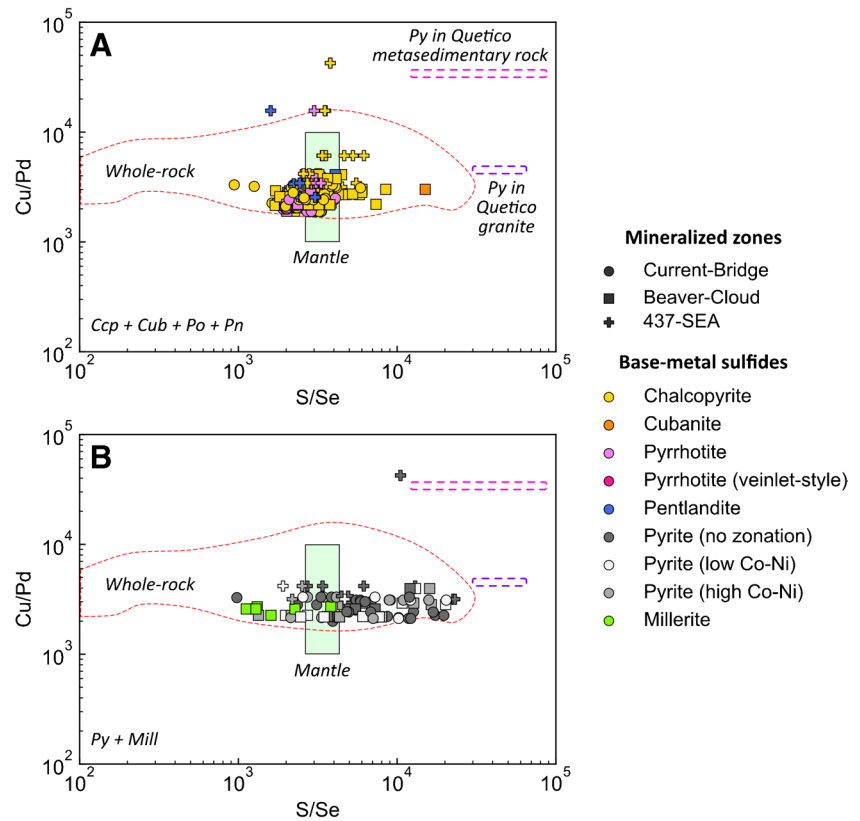 A
Py in Quetico
metasedimentary rock
10^5
10^4
10^3
10^2
Cu/Pd
Whole-rock
Py in
Quetico
granite
Mantle
Ccp + Cub + Po + Pn
10^2
10^3
10^4
10^5
S/Se
Mineralized zones
Current-Bridge
Beaver-Cloud
437-SEA
Base-metal sulfides
Chalcopyrite
Cubanite
Pyrrhotite
Pyrrhotite (veinlet-style)
Pentlandite
Pyrite (no zonation)
Pyrite (low Co-Ni)
Pyrite (high Co-Ni)
Millerite
B
10^5
10^4
10^3
10^2
Cu/Pd
Whole-rock
Mantle
Py + Mill
10^2
10^3
10^4
10^5
S/Se